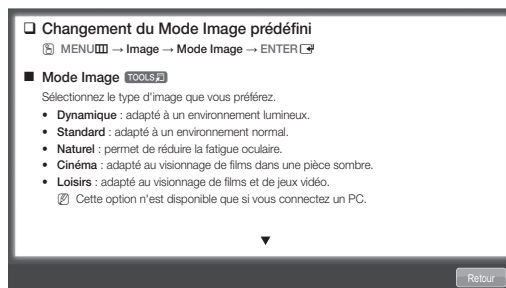 ❑ Changement du Mode Image prédéfini
MENU → Image → Mode Image → ENTER
■ Mode Image TOOLS
Sélectionnez le type d'image que vous préférez.
• Dynamique : adapté à un environnement lumineux.
• Standard : adapté à un environnement normal.
• Naturel : permet de réduire la fatigue oculaire.
• Cinéma : adapté au visionnage de films dans une pièce sombre.
• Loisirs : adapté au visionnage de films et de jeux vidéo.
Cette option n'est disponible que si vous connectez un PC.
▼
Retour